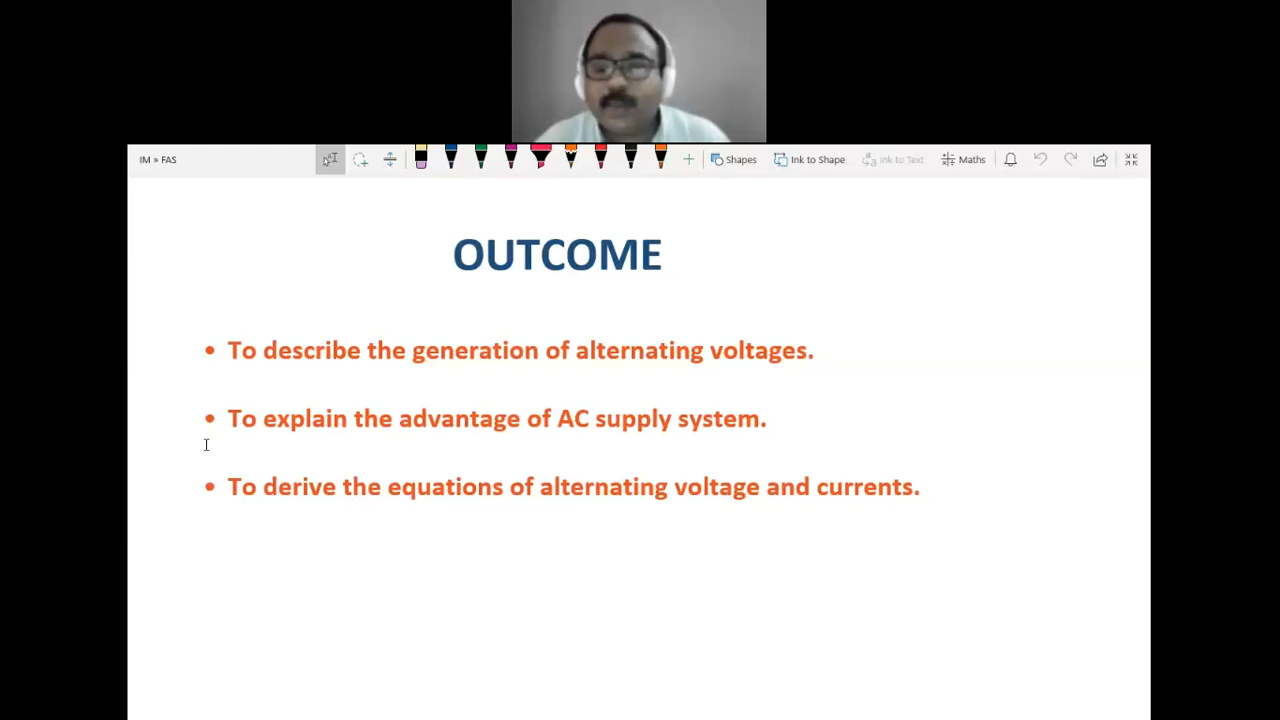 IM » FAS
Shapes
Ink to Shape
Ink to Text
Maths
OUTCOME
• To describe the generation of alternating voltages.
• To explain the advantage of AC supply system.
• To derive the equations of alternating voltage and currents.